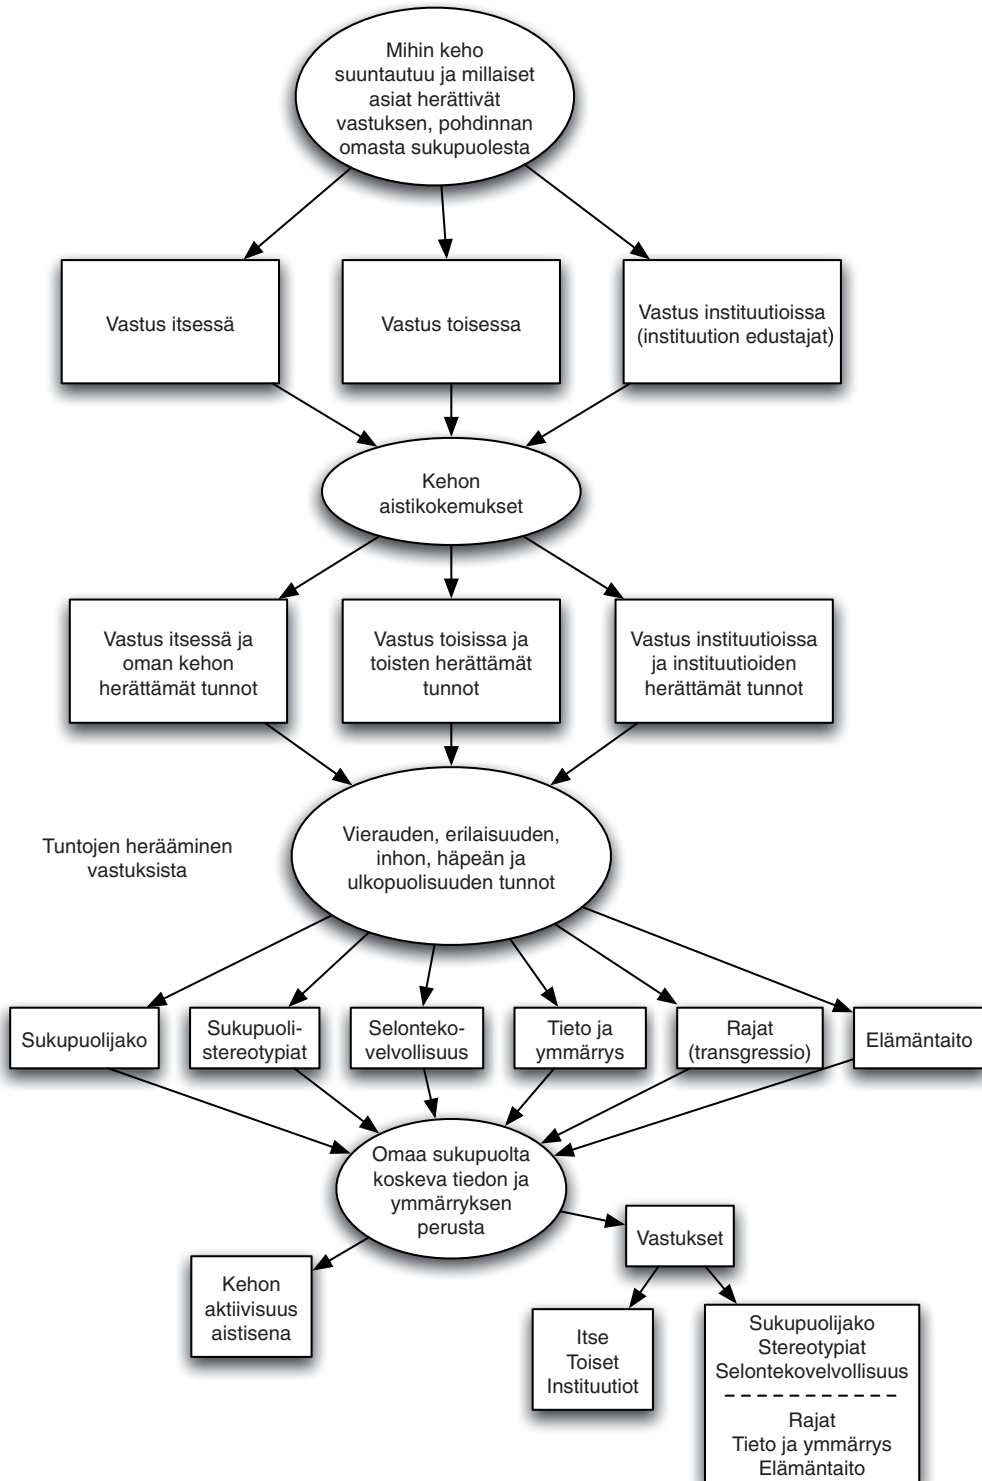 Mihin keho
suuntautuu ja millaiset
asiat herättivät
vastuksen, pohdinnan
omasta sukupuolesta
Vastus itsessä
Vastus toisessa
Vastus instituutioissa
(instituution edustajat)
Kehon
aistikokemukset
Vastus itsessä ja
oman kehon
herättämät tunnot
Vastus toisissa ja
toisten herättämät
tunnot
Vastus instituutioissa
ja instituutioiden
herättämät tunnot
Tuntojen herääminen
vastuksista
Vierauden, erilaisuuden,
inhon, häpeän ja
ulkopuolisuuden tunnot
Sukupuolijako
Sukupuoli-
stereotypiat
Selonteko-
velvollisuus
Tieto ja
ymmärrys
Rajat
(transgressio)
Elämäntaito
Omaa sukupuolta
koskeva tiedon ja
ymmärryksen
perusta
Kehon
aktiivisuus
aistisena
Vastukset
Itse
Toiset
Instituutiot
Sukupuolijako
Stereotypiat
Selontekovelvollisuus
Rajat
Tieto ja ymmärrys
Elämäntaito